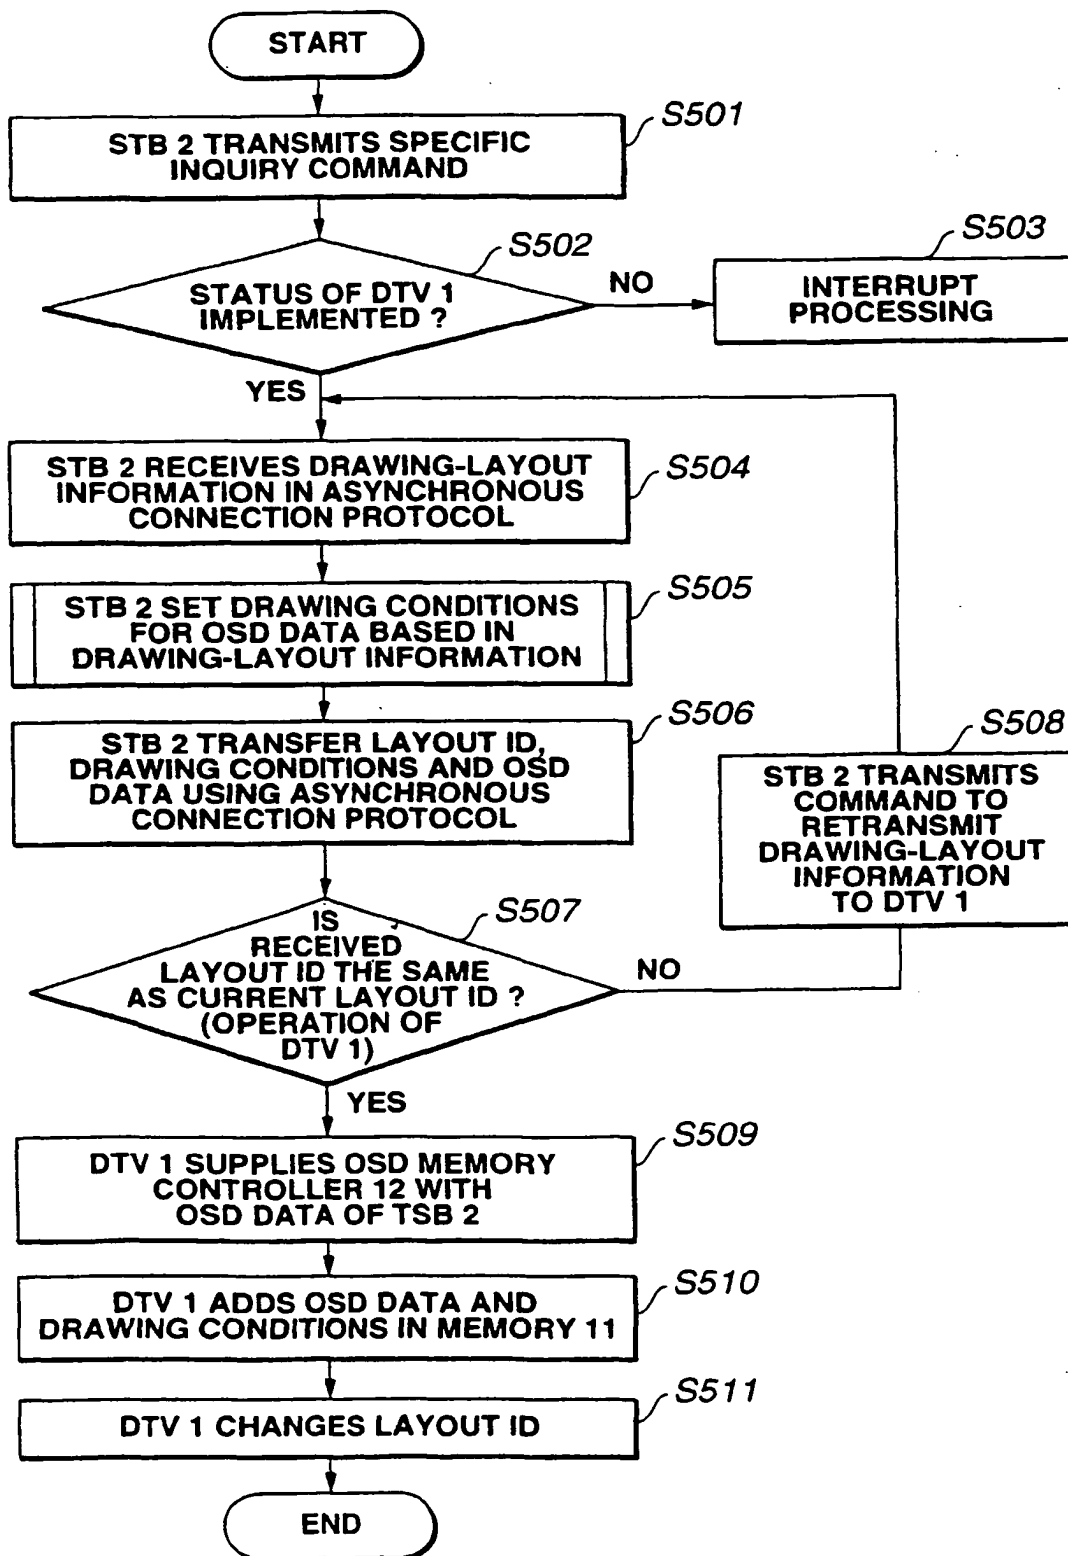 START
S501
STB 2 TRANSMITS SPECIFIC
INQUIRY COMMAND
S502
STATUS OF DTV 1
IMPLEMENTED ?
NO
S503
INTERRUPT
PROCESSING
YES
S504
STB 2 RECEIVES DRAWING-LAYOUT
INFORMATION IN ASYNCHRONOUS
CONNECTION PROTOCOL
S505
STB 2 SET DRAWING CONDITIONS
FOR OSD DATA BASED IN
DRAWING-LAYOUT INFORMATION
S506
STB 2 TRANSFER LAYOUT ID,
DRAWING CONDITIONS AND OSD
DATA USING ASYNCHRONOUS
CONNECTION PROTOCOL
S507
IS
RECEIVED
LAYOUT ID THE SAME
AS CURRENT LAYOUT ID ?
(OPERATION OF
DTV 1)
NO
S508
STB 2 TRANSMITS
COMMAND TO
RETRANSMIT
DRAWING-LAYOUT
INFORMATION
TO DTV 1
YES
S509
DTV 1 SUPPLIES OSD MEMORY
CONTROLLER 12 WITH
OSD DATA OF TSB 2
S510
DTV 1 ADDS OSD DATA AND
DRAWING CONDITIONS IN MEMORY 11
S511
DTV 1 CHANGES LAYOUT ID
END